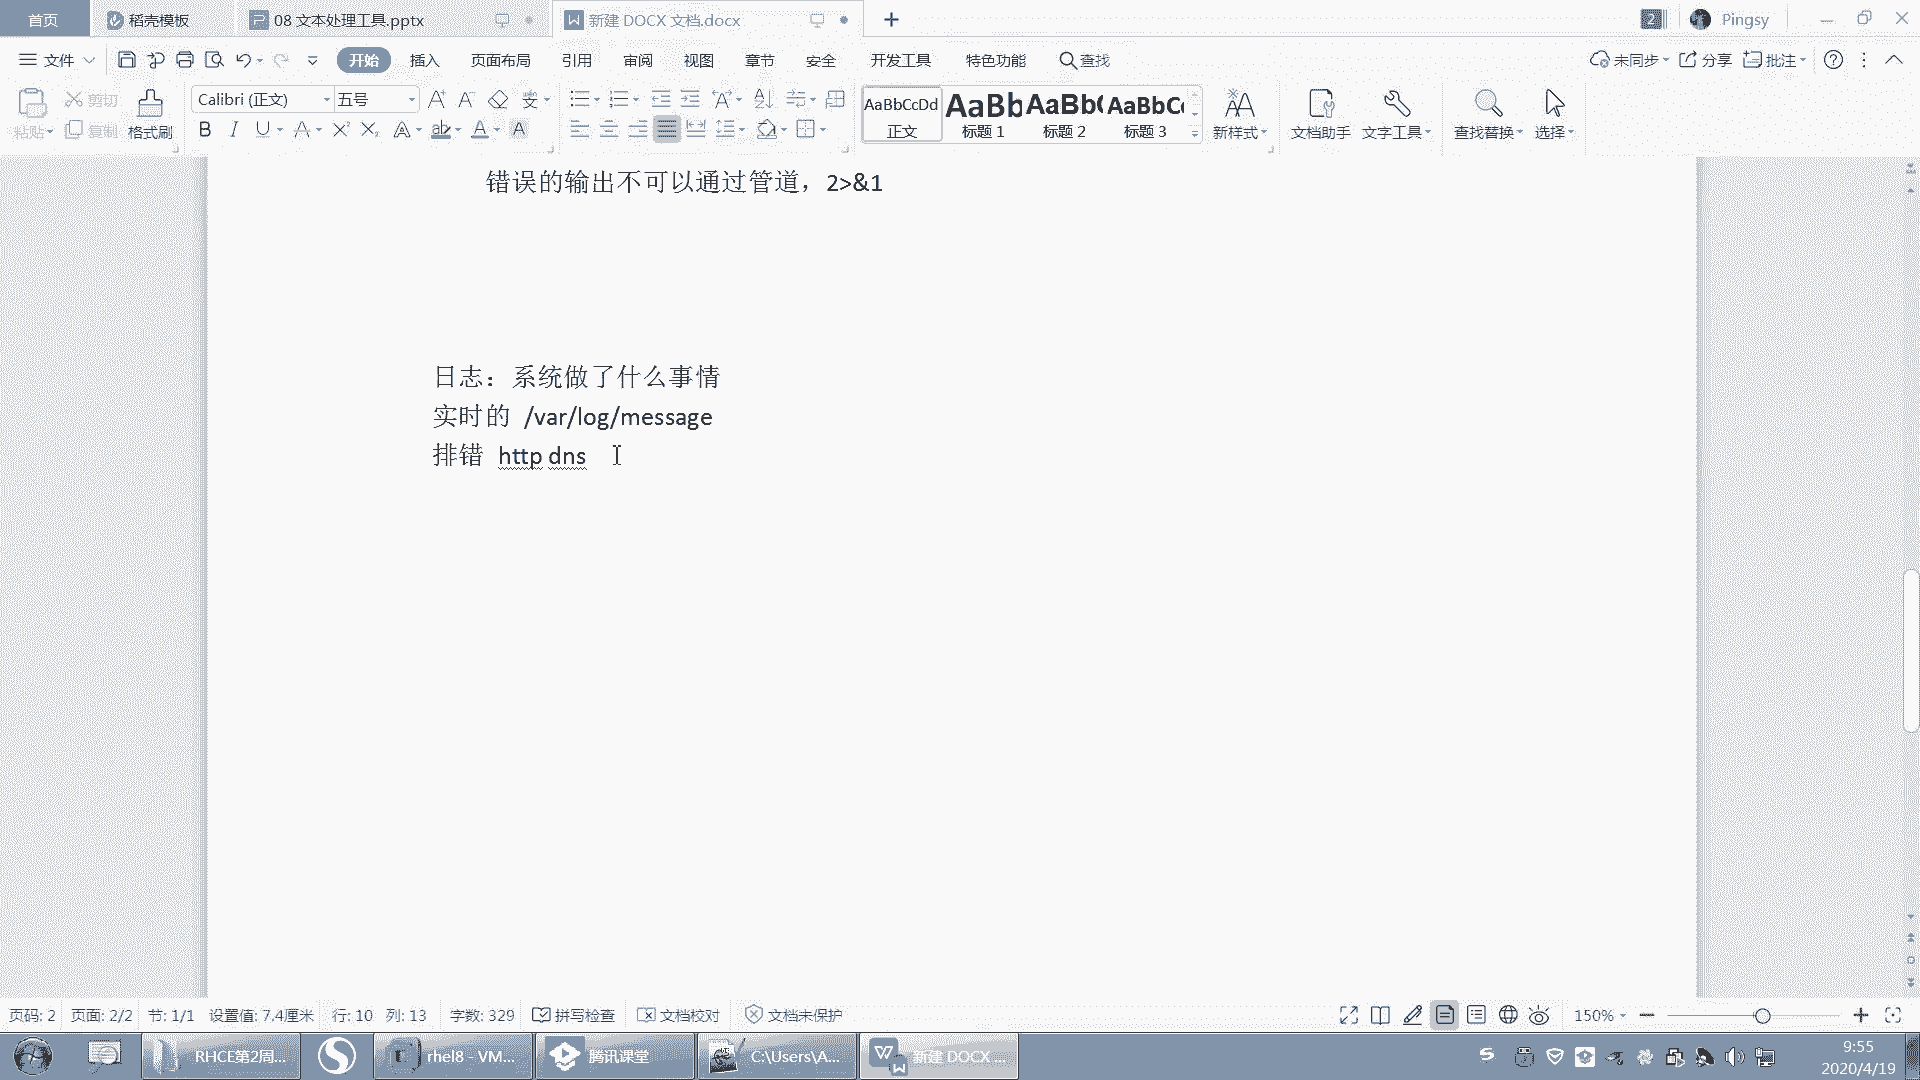 首页 稻壳模板 08 文本处理工具.pptx 新建 DOCX 文档.docx + 2 Pingsy
文件 开始 插入 页面布局 引用 审阅 视图 章节 安全 开发工具 特色功能 查找 未同步 分享 批注
粘贴 剪切 复制 格式刷 Calibri (正文) 五号 AaBbCcDd 正文 AaBb 标题 1 AaBb( 标题 2 AaBbC 标题 3 新样式 文档助手 文字工具 查找替换 选择
错误的输出不可以通过管道，2>&1
日志：系统做了什么事情
实时的 /var/log/message
排错 http dns
页码: 2 页面: 2/2 节: 1/1 设置值: 7.4厘米 行: 10 列: 13 字数: 329 拼写检查 文档校对 文档未保护 150%
RHCE第2周... rhel8 - VM... 腾讯课堂 C:\Users\A... 新建 DOCX ... 9:55
2020/4/19